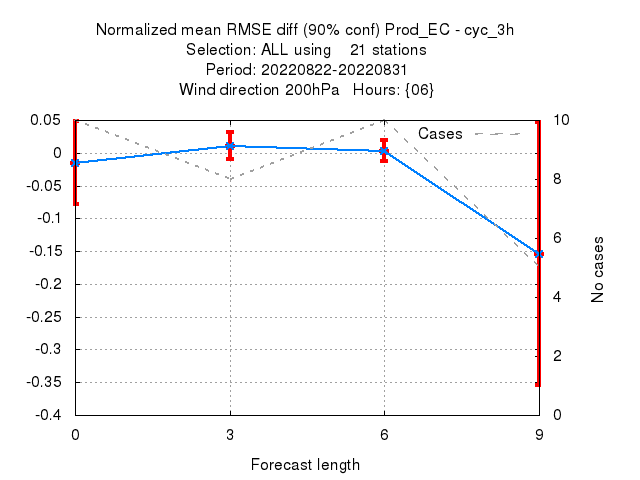 Normalized mean RMSE diff (90% conf) Prod_EC - cyc_3h
Selection: ALL using    21 stations
Period: 20220822-20220831
Wind direction 200hPa   Hours: {06}
Cases
0.05
0
-0.05
-0.1
-0.15
-0.2
-0.25
-0.3
-0.35
-0.4
10
8
6
4
2
0
No cases
0 3 6 9
Forecast length